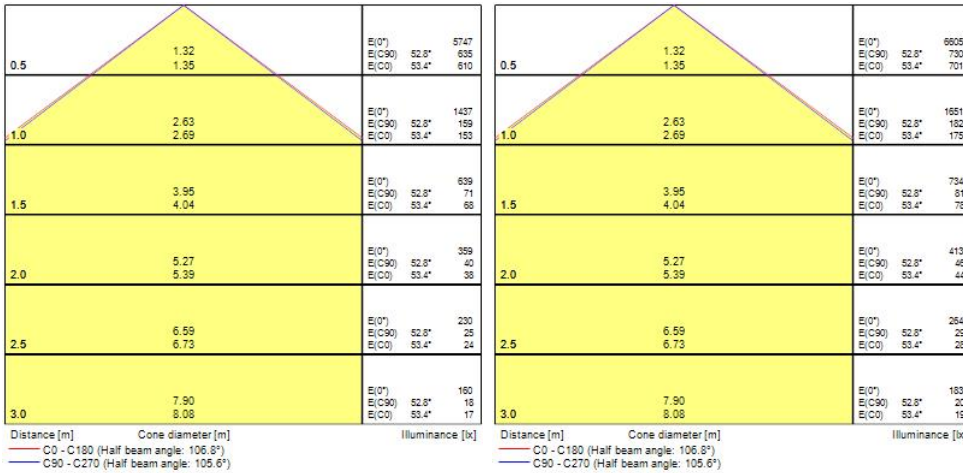 E(0°) 5747
1.32 E(C90) 52.8° 635
0.5 1.35 E(C0) 53.4° 610
E(0°) 1437
2.63 E(C90) 52.8° 159
1.0 2.69 E(C0) 53.4° 153
E(0°) 639
3.95 E(C90) 52.8° 71
1.5 4.04 E(C0) 53.4° 68
E(0°) 359
5.27 E(C90) 52.8° 40
2.0 5.39 E(C0) 53.4° 38
E(0°) 230
6.59 E(C90) 52.8° 25
2.5 6.73 E(C0) 53.4° 24
E(0°) 160
7.90 E(C90) 52.8° 18
3.0 8.08 E(C0) 53.4° 17
Distance [m] Cone diameter [m] Illuminance [lx]
C0 - C180 (Half beam angle: 106.8°)
C90 - C270 (Half beam angle: 105.6°)
E(0°) 6605
1.32 E(C90) 52.8° 730
0.5 1.35 E(C0) 53.4° 701
E(0°) 1651
2.63 E(C90) 52.8° 182
1.0 2.69 E(C0) 53.4° 175
E(0°) 734
3.95 E(C90) 52.8° 81
1.5 4.04 E(C0) 53.4° 78
E(0°) 413
5.27 E(C90) 52.8° 46
2.0 5.39 E(C0) 53.4° 44
E(0°) 264
6.59 E(C90) 52.8° 29
2.5 6.73 E(C0) 53.4° 28
E(0°) 183
7.90 E(C90) 52.8° 20
3.0 8.08 E(C0) 53.4° 19
Distance [m] Cone diameter [m] Illuminance [lx]
C0 - C180 (Half beam angle: 106.8°)
C90 - C270 (Half beam angle: 105.6°)